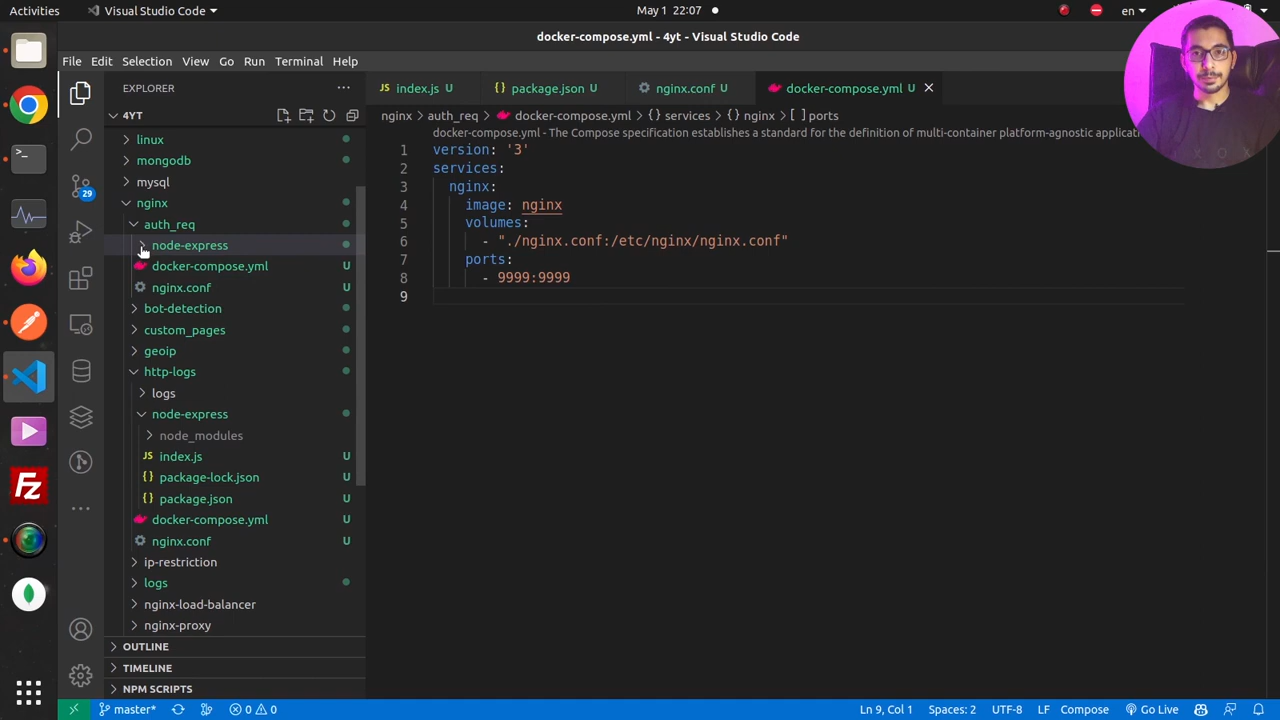 Activities
Visual Studio Code
May 1 22:07
en
docker-compose.yml - 4yt - Visual Studio Code
File Edit Selection View Go Run Terminal Help
EXPLORER
index.js U
package.json U
nginx.conf U
docker-compose.yml U
4YT
nginx > auth_req > docker-compose.yml > {} services > {} nginx > [ ] ports
docker-compose.yml - The Compose specification establishes a standard for the definition of multi-container platform-agnostic applicatio
linux
mongodb
mysql
nginx
auth_req
node-express
docker-compose.yml U
nginx.conf U
bot-detection
custom_pages
geoip
http-logs
logs
node-express
node_modules
JS index.js U
{} package-lock.json U
{} package.json U
docker-compose.yml U
nginx.conf U
ip-restriction
logs
nginx-load-balancer
nginx-proxy
OUTLINE
TIMELINE
NPM SCRIPTS
29
1 version: '3'
2 services:
3 nginx:
4 image: nginx
5 volumes:
6 - "./nginx.conf:/etc/nginx/nginx.conf"
7 ports:
8 - 9999:9999
9
master*
0 0
Ln 9, Col 1
Spaces: 2
UTF-8
LF
Compose
Go Live